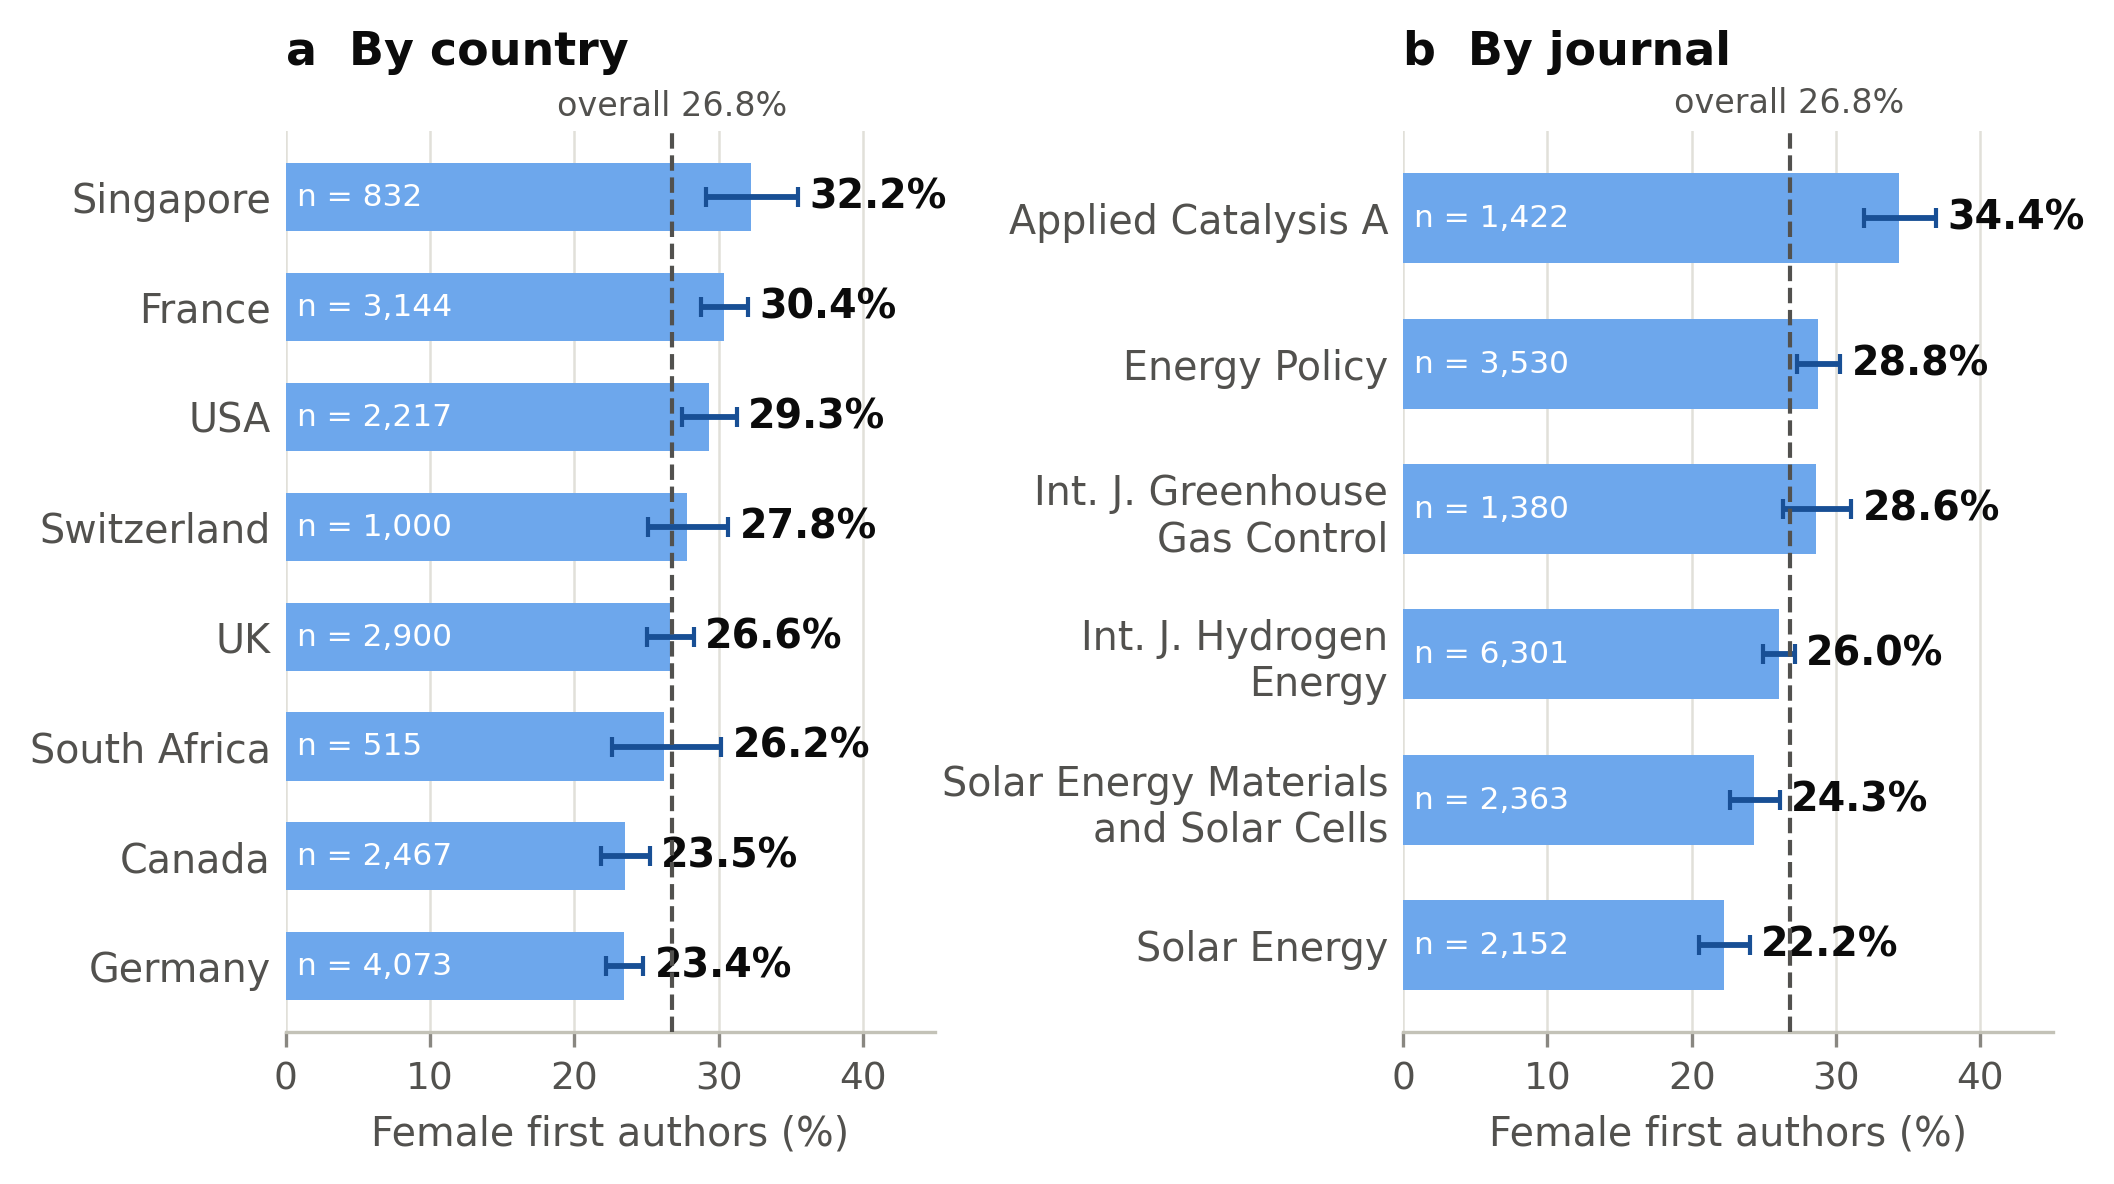 a By country
overall 26.8%
Singapore
n = 832
32.2%
France
n = 3,144
30.4%
USA
n = 2,217
29.3%
Switzerland
n = 1,000
27.8%
UK
n = 2,900
26.6%
South Africa
n = 515
26.2%
Canada
n = 2,467
23.5%
Germany
n = 4,073
23.4%
0 10 20 30 40
Female first authors (%)
b By journal
overall 26.8%
Applied Catalysis A
n = 1,422
34.4%
Energy Policy
n = 3,530
28.8%
Int. J. Greenhouse
Gas Control
n = 1,380
28.6%
Int. J. Hydrogen
Energy
n = 6,301
26.0%
Solar Energy Materials
and Solar Cells
n = 2,363
24.3%
Solar Energy
n = 2,152
22.2%
0 10 20 30 40
Female first authors (%)